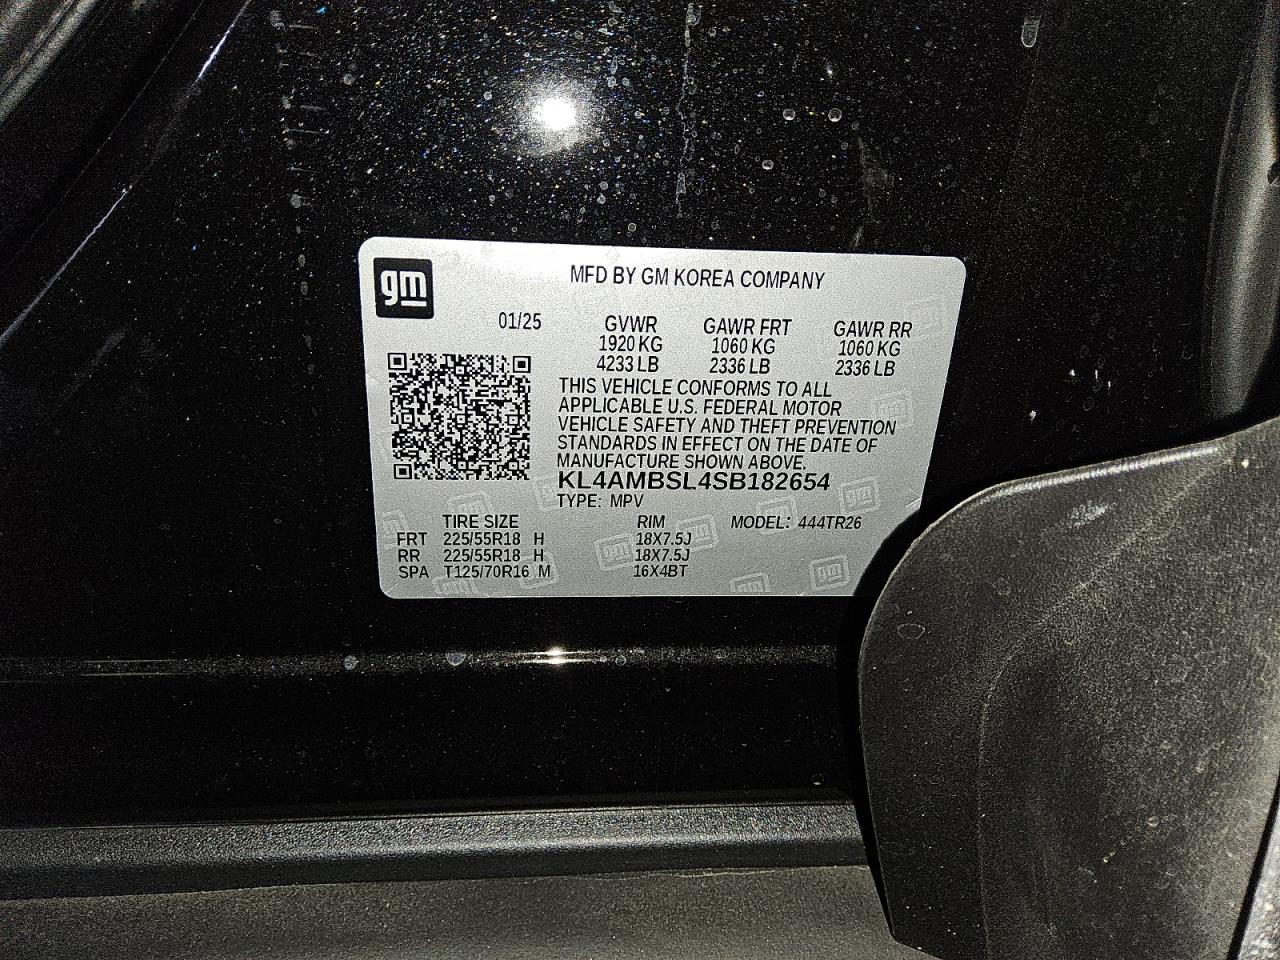 gm
MFD BY GM KOREA COMPANY
01/25 GVWR GAWR FRT GAWR RR
1920 KG 1060 KG 1060 KG
4233 LB 2336 LB 2336 LB
THIS VEHICLE CONFORMS TO ALL
APPLICABLE U.S. FEDERAL MOTOR
VEHICLE SAFETY AND THEFT PREVENTION
STANDARDS IN EFFECT ON THE DATE OF
MANUFACTURE SHOWN ABOVE.
KL4AMBSL4SB182654
TYPE: MPV
TIRE SIZE RIM MODEL: 444TR26
FRT 225/55R18 H 18X7.5J
RR 225/55R18 H 18X7.5J
SPA T125/70R16 M 16X4BT